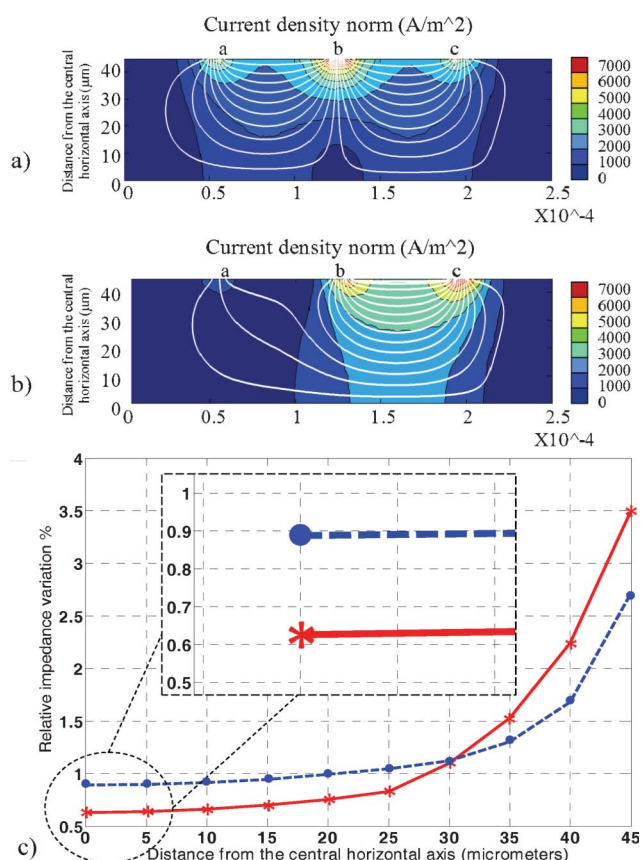 Current density norm (A/m^2)
a b c
Distance from the central
horizontal axis (μm)
40
30
20
10
0
0.5 1 1.5 2 2.5
X10^-4
7000
6000
5000
4000
3000
2000
1000
0
a)
Current density norm (A/m^2)
a b c
Distance from the central
horizontal axis (μm)
40
30
20
10
0
0 0.5 1 1.5 2 2.5
X10^-4
7000
6000
5000
4000
3000
2000
1000
0
b)
Relative impedance variation %
4
3.5
3
2.5
2
1.5
1
0.5
1
0.9
0.8
0.7
0.6
0.5
0 5 10 15 20 25 30 35 40 45
Distance from the central horizontal axis (micrometers)
c)